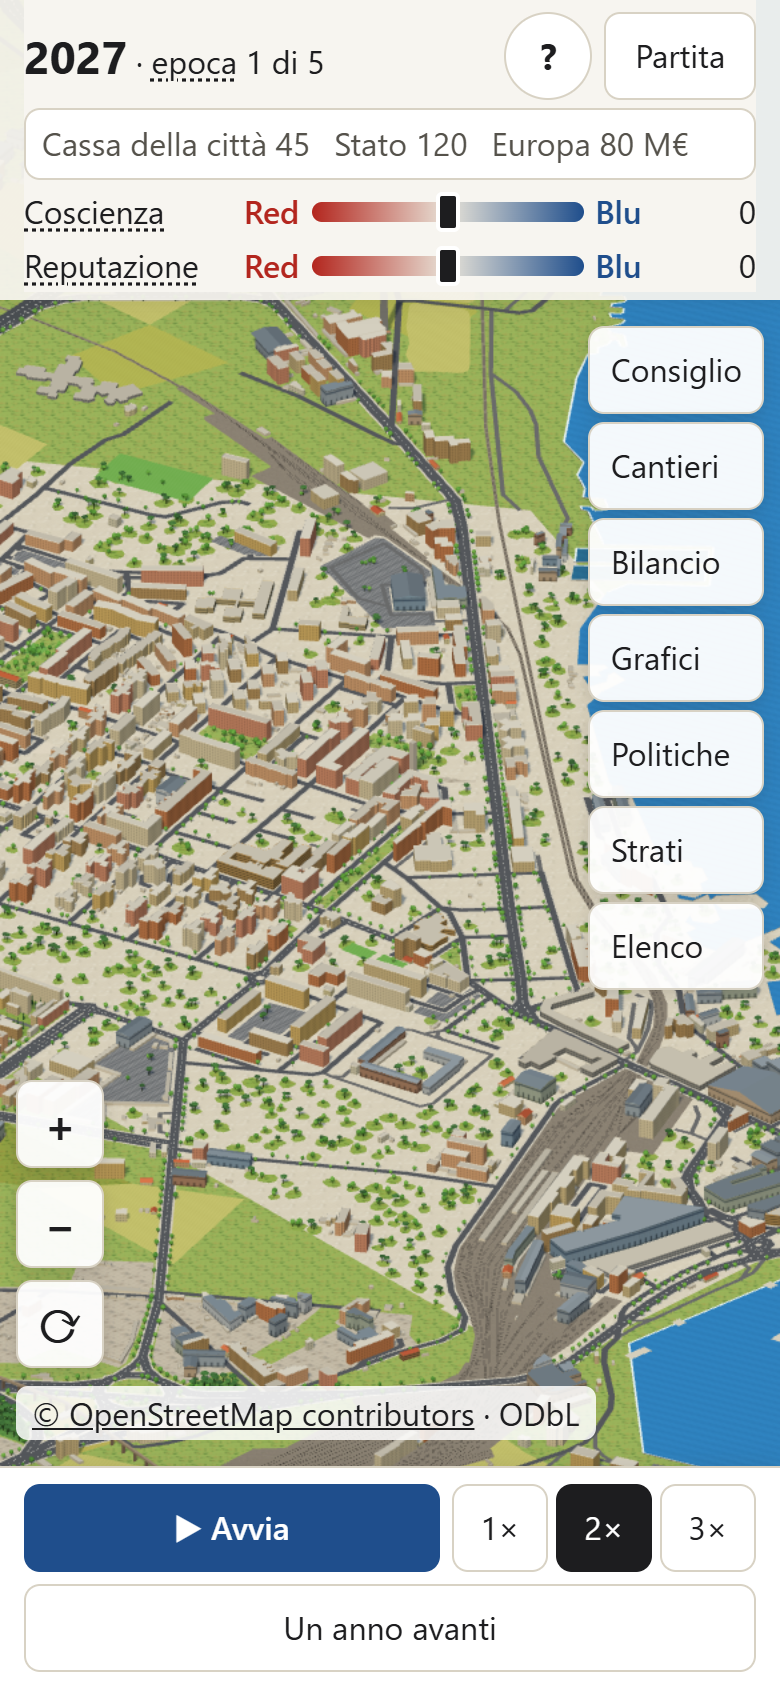 2027 · epoca 1 di 5
?
Partita
Cassa della città 45 Stato 120 Europa 80 M€
Coscienza Red Blu 0
Reputazione Red Blu 0
Consiglio
Cantieri
Bilancio
Grafici
Politiche
Strati
Elenco
+
−
© OpenStreetMap contributors · ODbL
▶ Avvia 1× 2× 3×
Un anno avanti